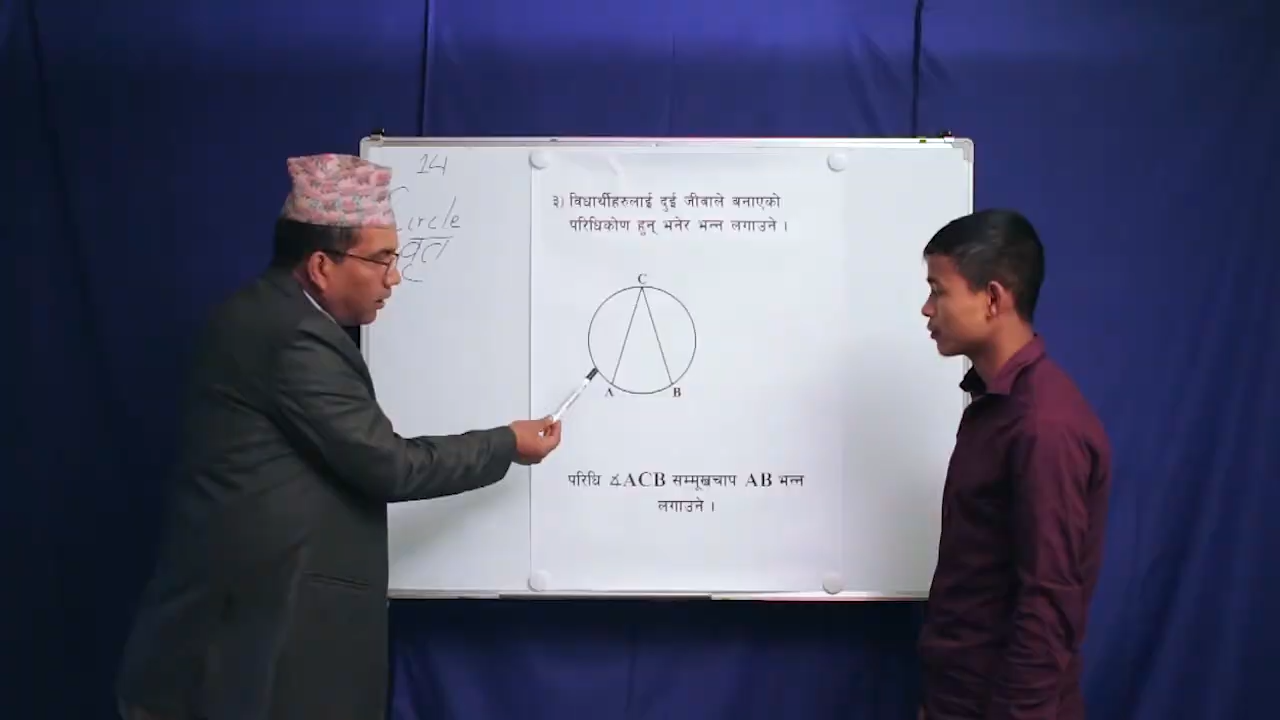 14
Circle
वृत
३) विधार्थीहरुलाई दुई जीवाले बनाएको
परिधिकोण हुन् भनेर भन्न लगाउने ।
C
A
B
परिधि ∡ACB सम्मूखचाप AB भन्न
लगाउने ।